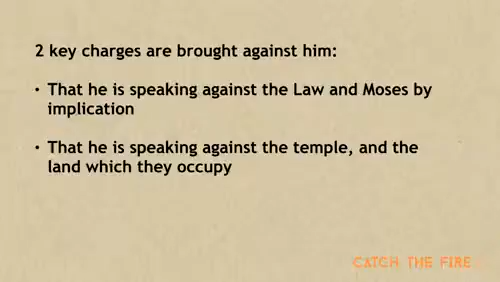 2 key charges are brought against him:
• That he is speaking against the Law and Moses by
implication
• That he is speaking against the temple, and the
land which they occupy
CATCH THE FIRE